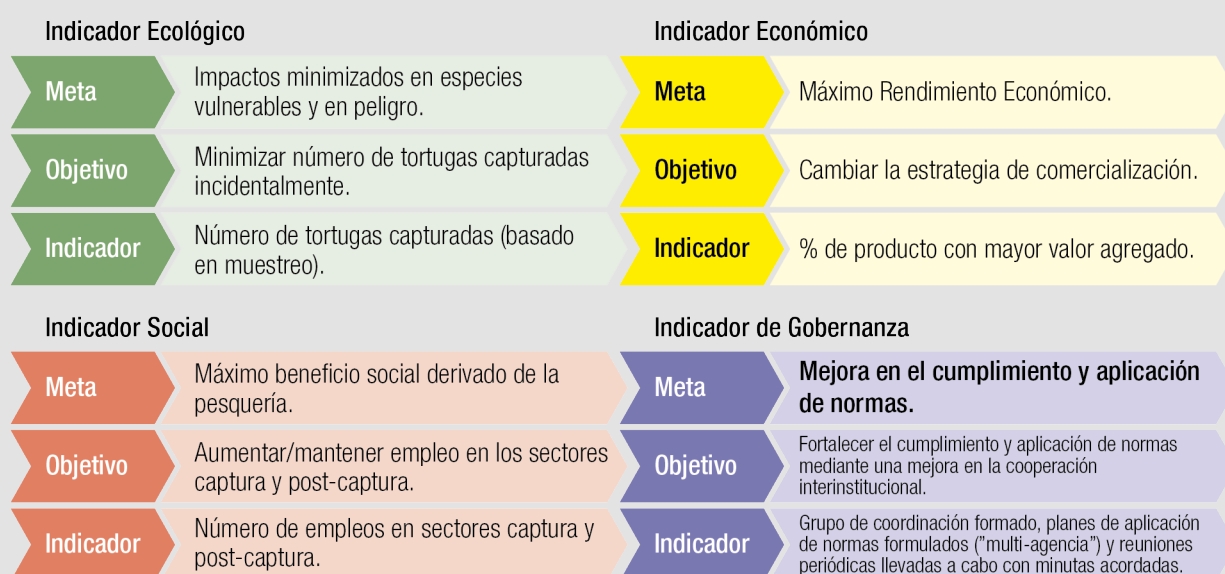 Indicador Ecológico
Meta
Impactos minimizados en especies
vulnerables y en peligro.
Objetivo
Minimizar número de tortugas capturadas
incidentalmente.
Indicador
Número de tortugas capturadas (basado
en muestreo).
Indicador Económico
Meta
Máximo Rendimiento Económico.
Objetivo
Cambiar la estrategia de comercialización.
Indicador
% de producto con mayor valor agregado.
Indicador Social
Meta
Máximo beneficio social derivado de la
pesquería.
Objetivo
Aumentar/mantener empleo en los sectores
captura y post-captura.
Indicador
Número de empleos en sectores captura y
post-captura.
Indicador de Gobernanza
Meta
Mejora en el cumplimiento y aplicación
de normas.
Objetivo
Fortalecer el cumplimiento y aplicación de normas
mediante una mejora en la cooperación
interinstitucional.
Indicador
Grupo de coordinación formado, planes de aplicación
de normas formulados (”multi-agencia”) y reuniones
periódicas llevadas a cabo con minutas acordadas.